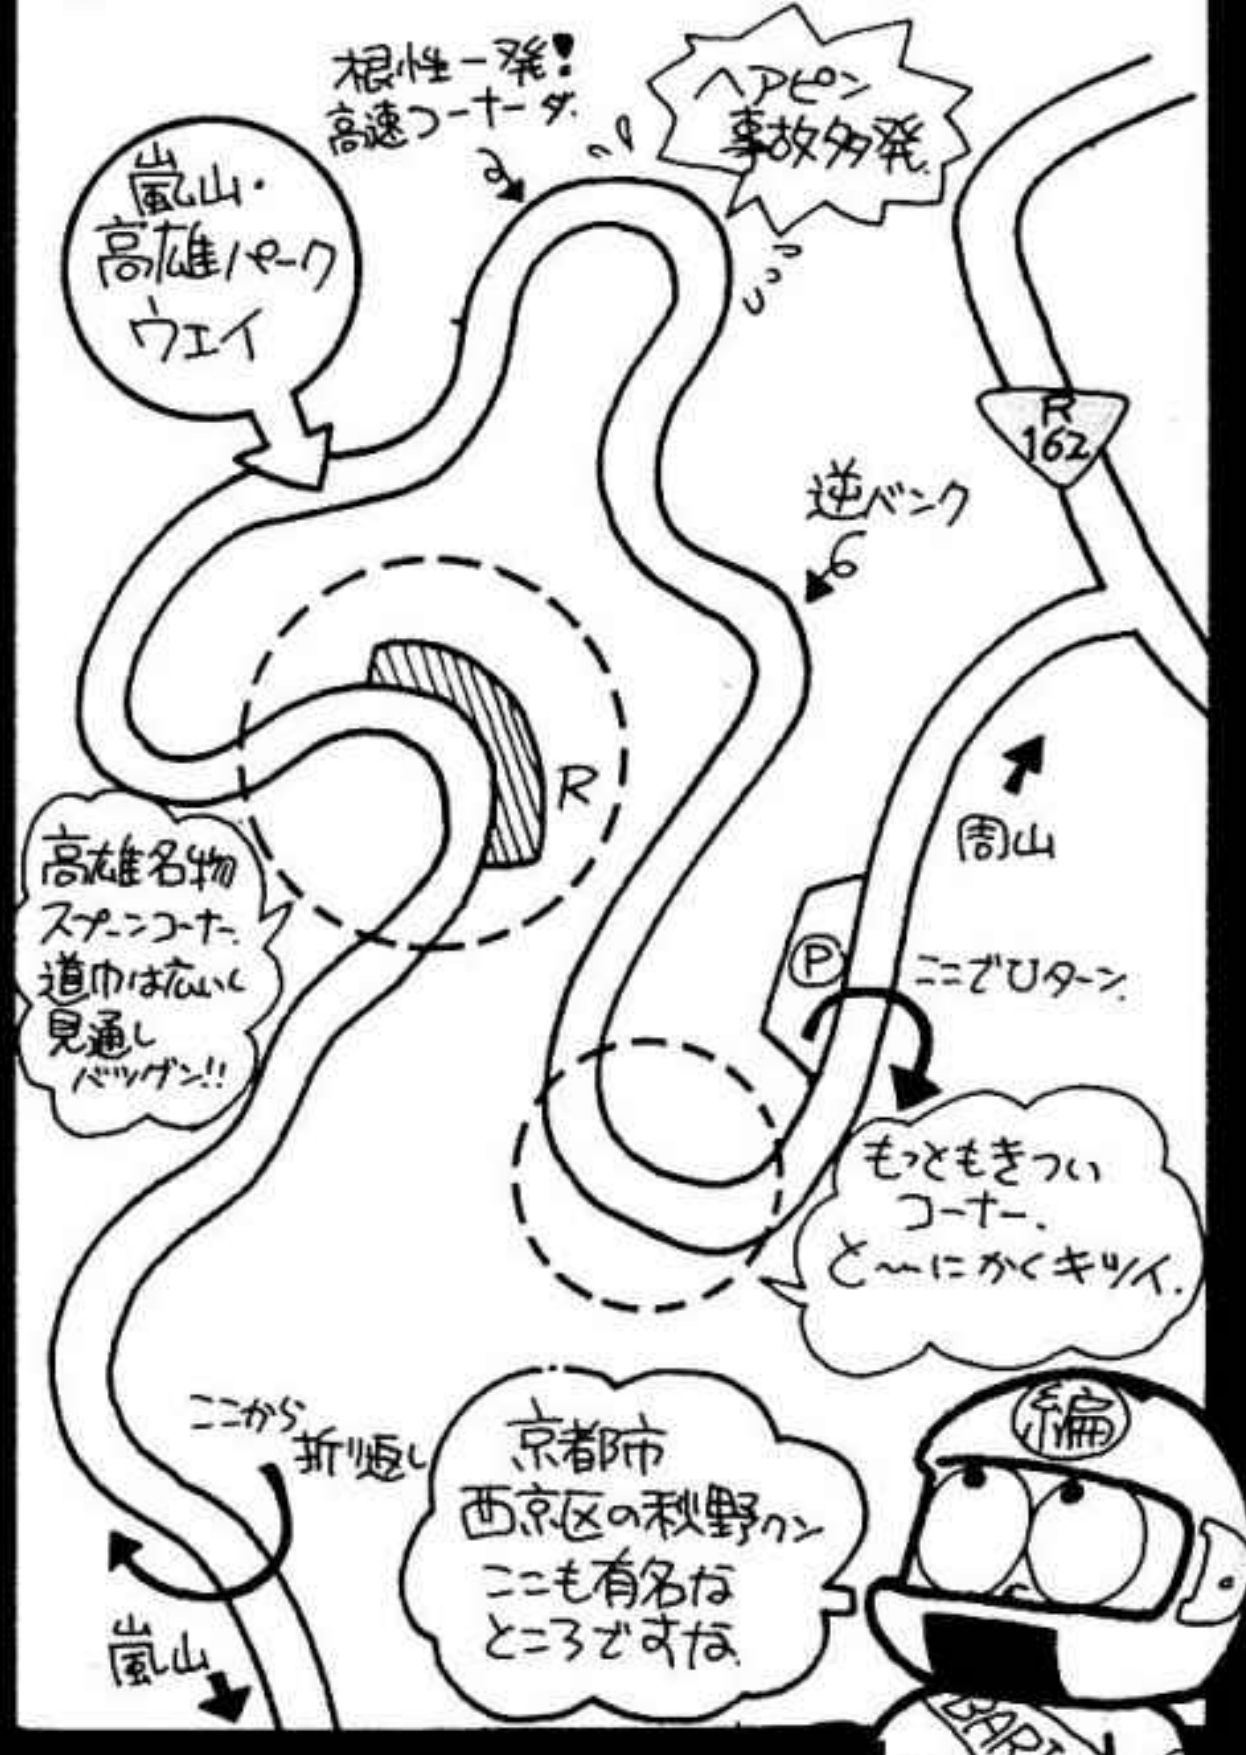 根性一発!
高速コーナーダ.
ヘアピン
事故多発.
嵐山・
高雄パーク
ウェイ
R
162
逆バンク
R
周山
高雄名物
スプーンコーナー.
道巾は広いし
見通し
バツグン!!
P
ここでUターン.
もっともきつい
コーナー.
と〜にかくキツイ.
ここから
折り返し
京都市
西京区の秋野クン
ここも有名な
ところですな.
編
嵐山
BARI